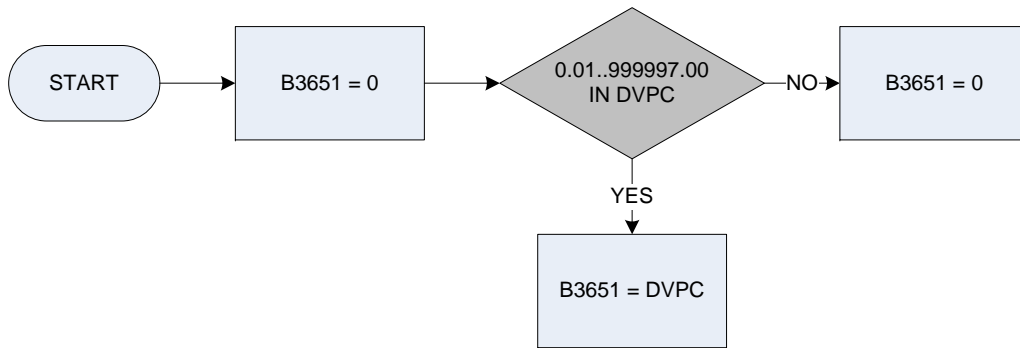 START
B3651 = 0
0.01..999997.00
IN DVPC
NO
B3651 = 0
YES
B3651 = DVPC